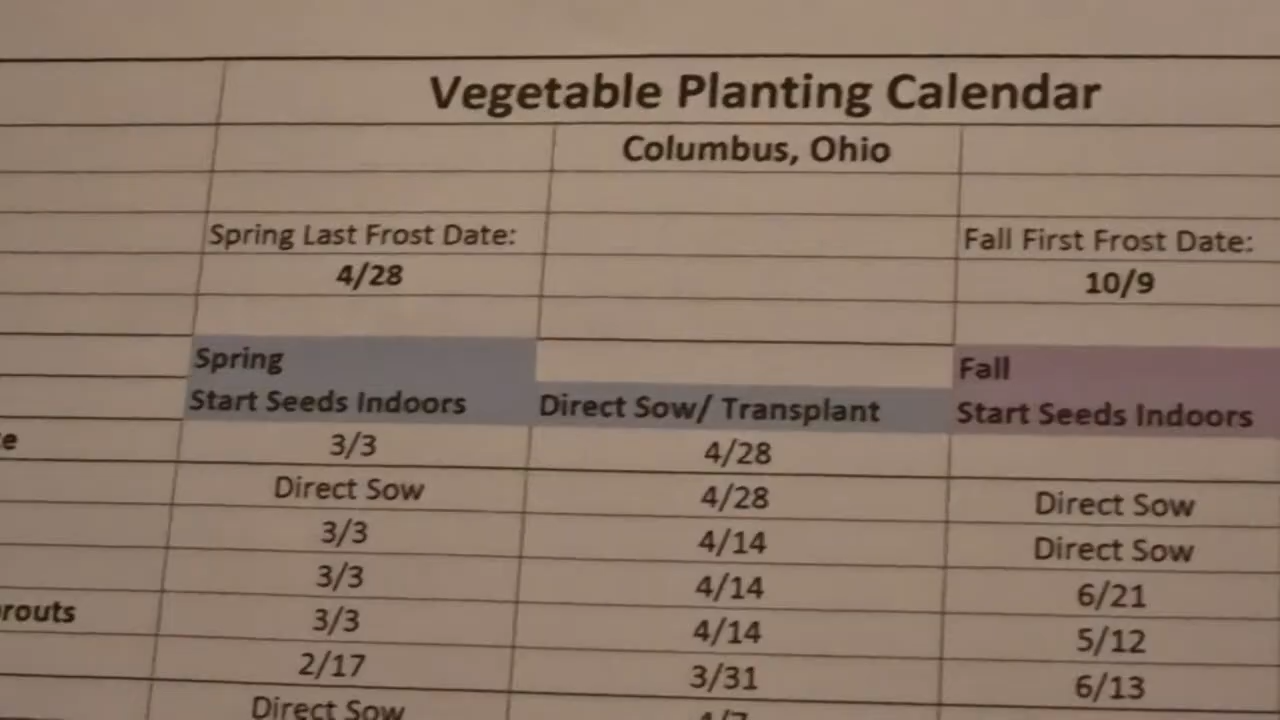 Vegetable Planting Calendar
Columbus, Ohio
Spring Last Frost Date: Fall First Frost Date:
4/28 10/9
Spring Fall
Start Seeds Indoors Direct Sow/ Transplant Start Seeds Indoors
e 3/3 4/28
Direct Sow 4/28 Direct Sow
3/3 4/14 Direct Sow
3/3 4/14 6/21
routs 3/3 4/14 5/12
2/17 3/31 6/13
Direct Sow 4/7